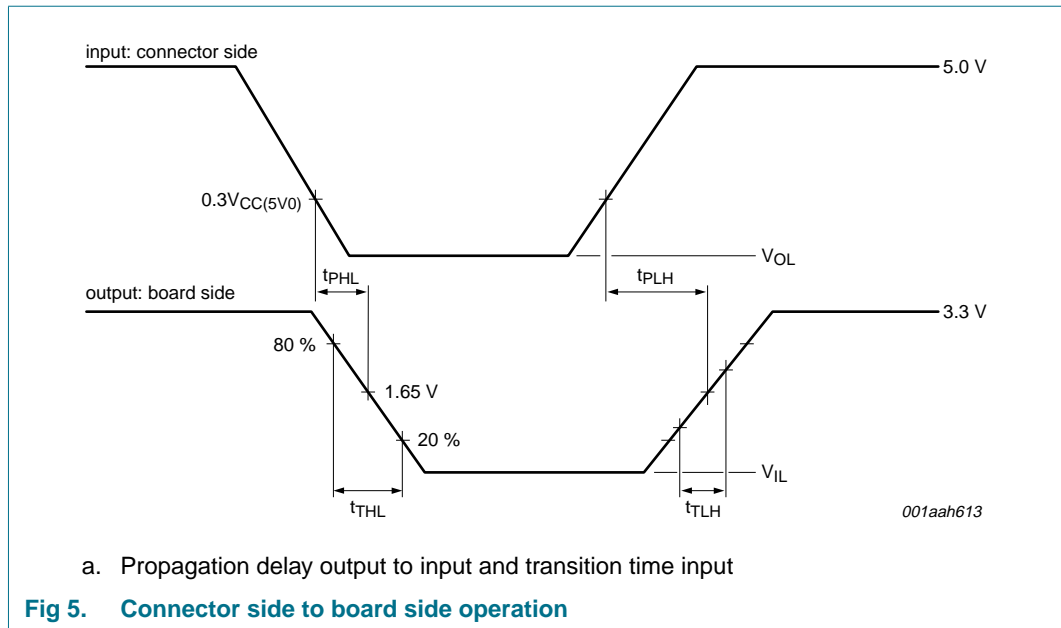 input: connector side
5.0 V
0.3VCC(5V0)
VOL
tPHL
tPLH
output: board side
3.3 V
80 %
1.65 V
20 %
VIL
tTHL
tTLH
001aah613
a. Propagation delay output to input and transition time input
Fig 5. Connector side to board side operation